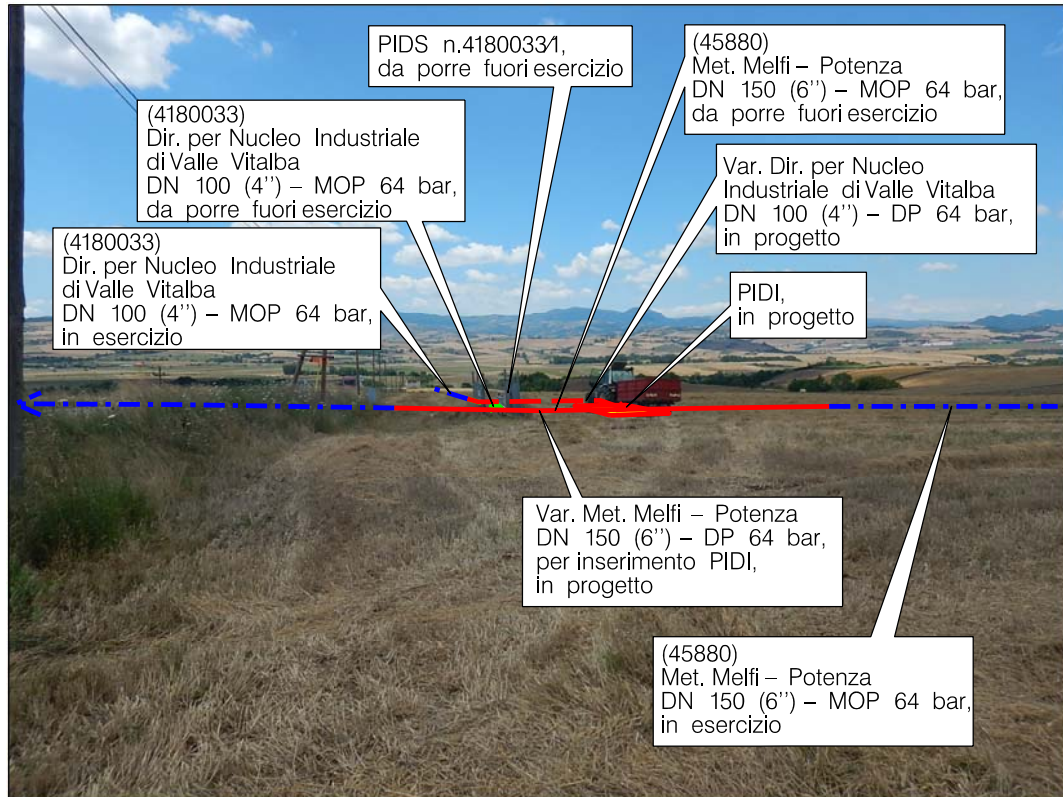 PIDS n.4180033/1,
da porre fuori esercizio
(45880)
Met. Melfi – Potenza
DN 150 (6'') – MOP 64 bar,
da porre fuori esercizio
(4180033)
Dir. per Nucleo Industriale
di Valle Vitalba
DN 100 (4'') – MOP 64 bar,
da porre fuori esercizio
Var. Dir. per Nucleo
Industriale di Valle Vitalba
DN 100 (4'') – DP 64 bar,
in progetto
(4180033)
Dir. per Nucleo Industriale
di Valle Vitalba
DN 100 (4'') – MOP 64 bar,
in esercizio
PIDI,
in progetto
Var. Met. Melfi – Potenza
DN 150 (6'') – DP 64 bar,
per inserimento PIDI,
in progetto
(45880)
Met. Melfi – Potenza
DN 150 (6'') – MOP 64 bar,
in esercizio